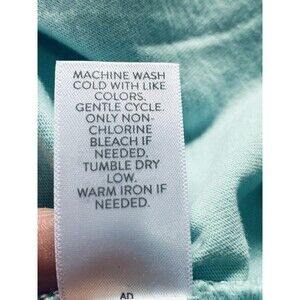 MACHINE WASH
COLD WITH LIKE
COLORS.
GENTLE CYCLE.
ONLY NON-
CHLORINE
BLEACH IF
NEEDED.
TUMBLE DRY
LOW.
WARM IRON IF
NEEDED.
AD